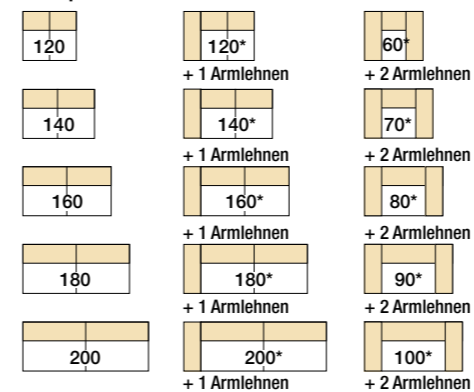 120 120* 60*
+ 1 Armlehnen + 2 Armlehnen
140 140* 70*
+ 1 Armlehnen + 2 Armlehnen
160 160* 80*
+ 1 Armlehnen + 2 Armlehnen
180 180* 90*
+ 1 Armlehnen + 2 Armlehnen
200 200* 100*
+ 1 Armlehnen + 2 Armlehnen